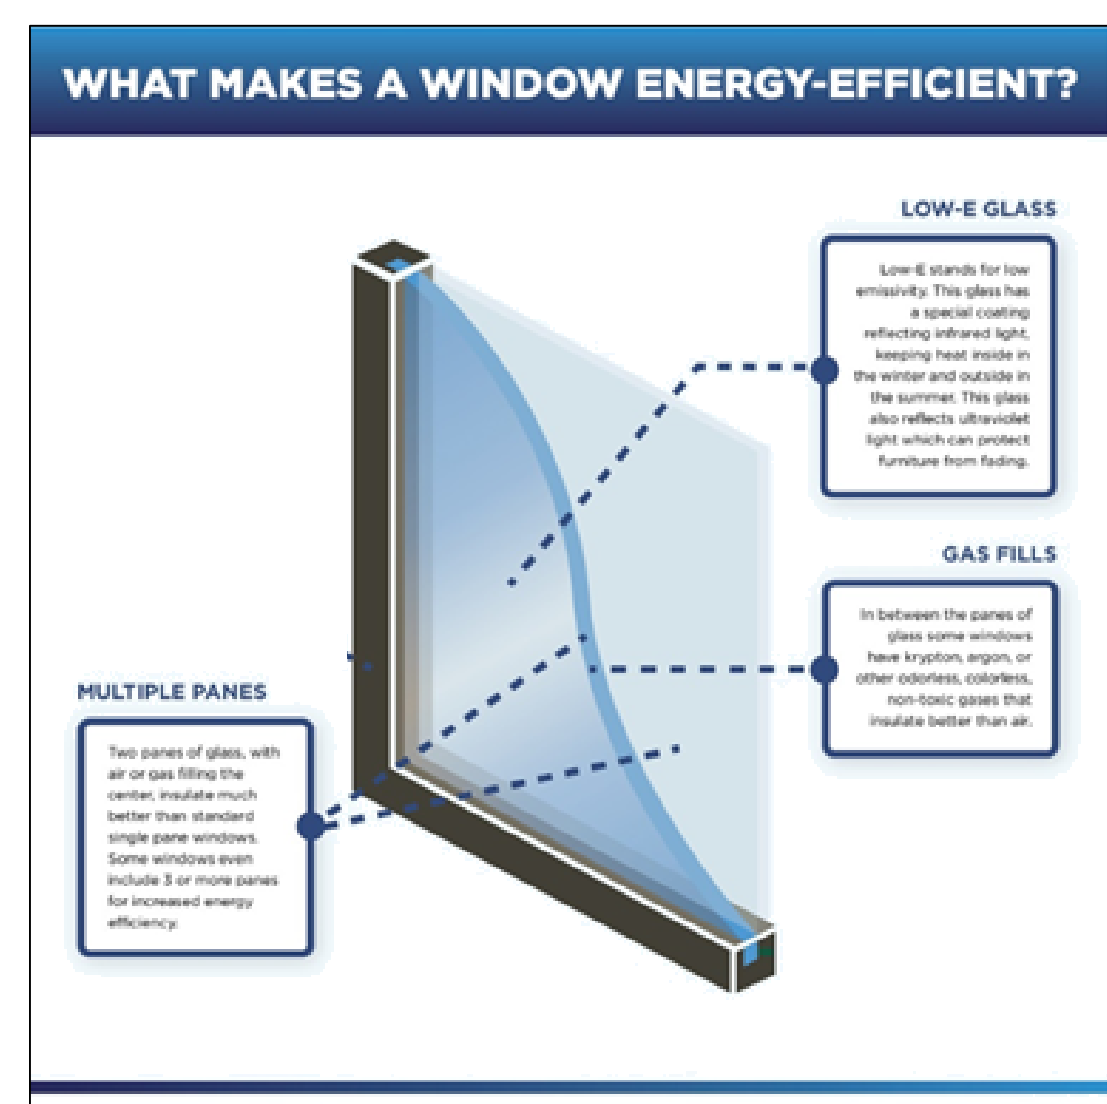 WHAT MAKES A WINDOW ENERGY-EFFICIENT?
LOW-E GLASS
Low-E stands for low
emissivity. This glass has
a special coating
reflecting infrared light,
keeping heat inside in
the winter and outside in
the summer. This glass
also reflects ultraviolet
light which can protect
furniture from fading.
GAS FILLS
In between the panes of
glass some windows
have krypton, argon, or
other odorless, colorless,
non-toxic gases that
insulate better than air.
MULTIPLE PANES
Two panes of glass, with
air or gas filling the
center, insulate much
better than standard
single pane windows.
Some windows even
include 3 or more panes
for increased energy
efficiency.